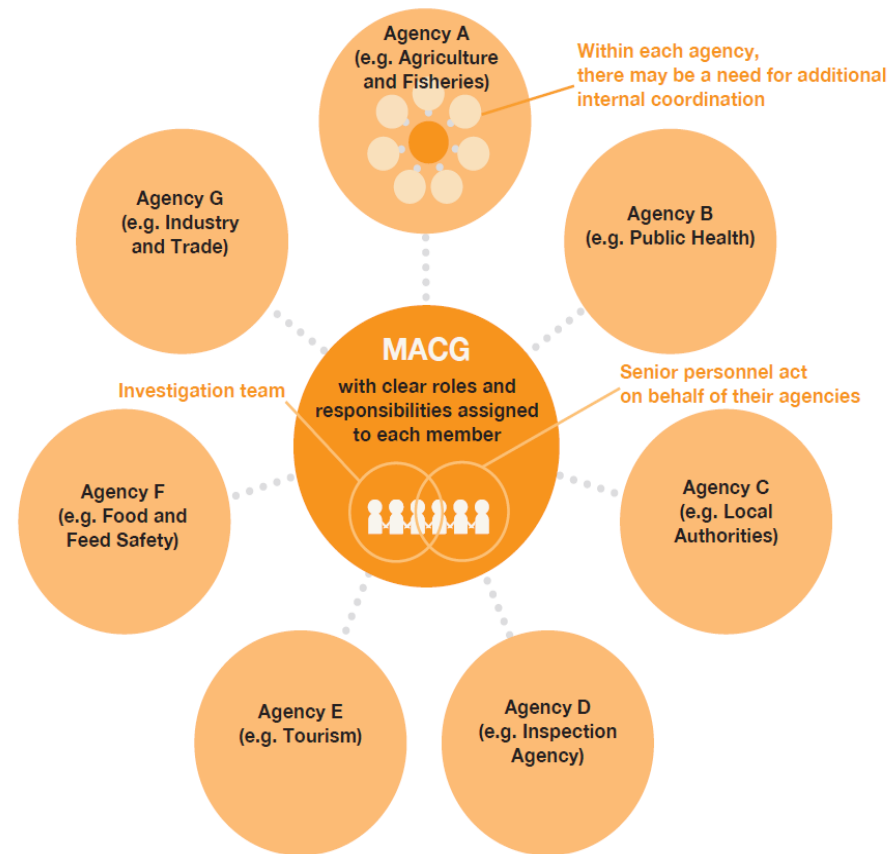 Agency A
(e.g. Agriculture
and Fisheries)
Within each agency,
there may be a need for additional
internal coordination
Agency G
(e.g. Industry
and Trade)
Agency B
(e.g. Public Health)
MACG
with clear roles and
responsibilities assigned
to each member
Investigation team
Senior personnel act
on behalf of their agencies
Agency F
(e.g. Food and
Feed Safety)
Agency C
(e.g. Local
Authorities)
Agency E
(e.g. Tourism)
Agency D
(e.g. Inspection
Agency)